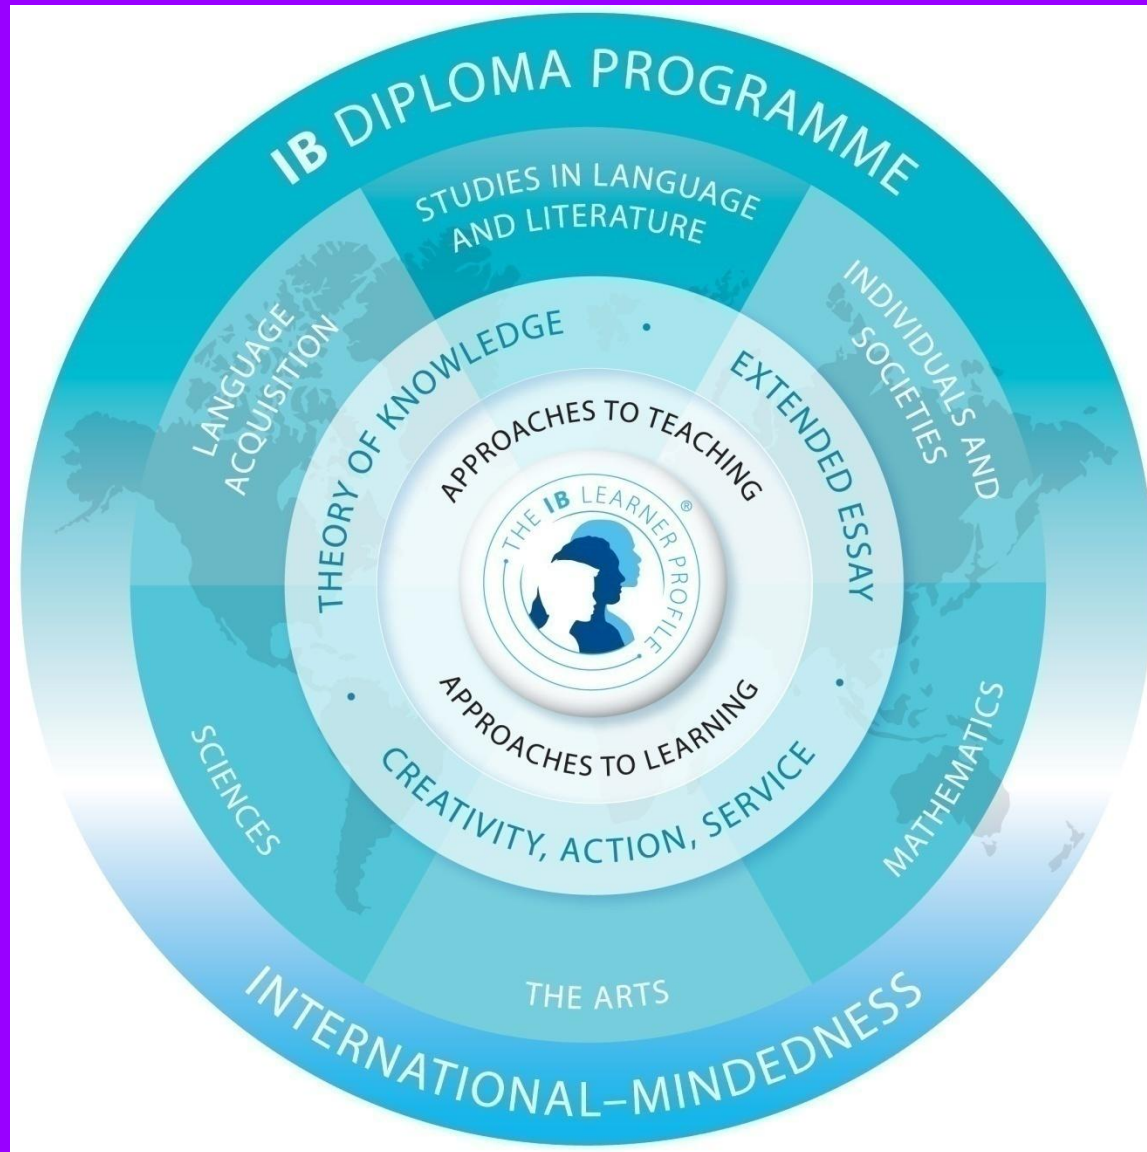 IB DIPLOMA PROGRAMME
STUDIES IN LANGUAGE
AND LITERATURE
LANGUAGE
ACQUISITION
INDIVIDUALS AND
SOCIETIES
THEORY OF KNOWLEDGE
EXTENDED ESSAY
APPROACHES TO TEACHING
THE IB LEARNER PROFILE ®
APPROACHES TO LEARNING
CREATIVITY, ACTION, SERVICE
SCIENCES
MATHEMATICS
THE ARTS
INTERNATIONAL–MINDEDNESS